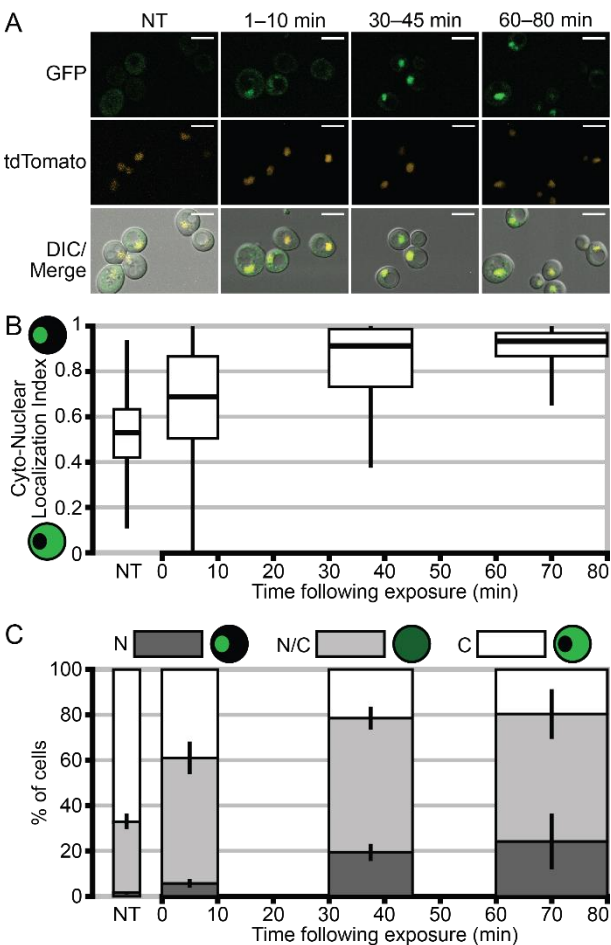 A
NT
1–10 min
30–45 min
60–80 min
GFP
tdTomato
DIC/
Merge
B
Cyto-Nuclear
Localization Index
1
0.8
0.6
0.4
0.2
0
NT 0 10 20 30 40 50 60 70 80
Time following exposure (min)
C
N
N/C
C
% of cells
100
80
60
40
20
0
NT 0 10 20 30 40 50 60 70 80
Time following exposure (min)